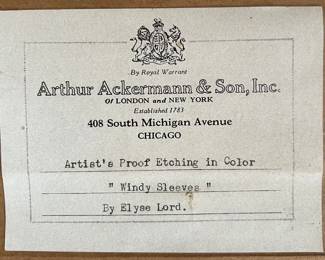 By Royal Warrant
Arthur Ackermann & Son, Inc.
Of LONDON and NEW YORK
Established 1783
408 South Michigan Avenue
CHICAGO
Artist's Proof Etching in Color
" Windy Sleeves "
By Elyse Lord.